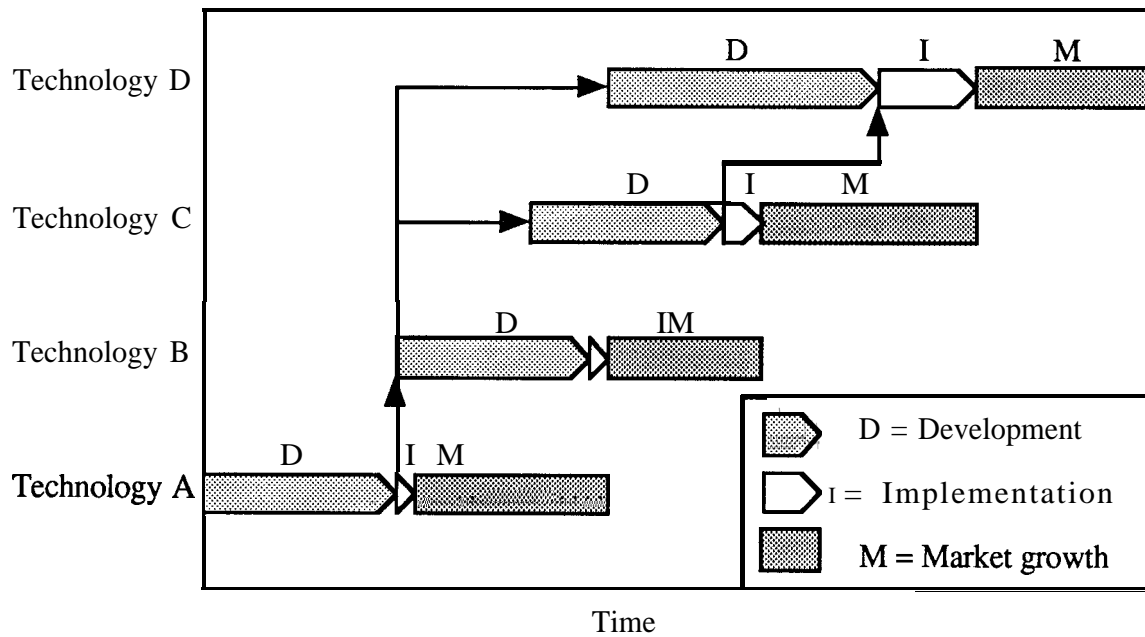 D I M
Technology D
D I M
Technology C
D IM
Technology B
D = Development
D I M
Technology A
I = Implementation
M = Market growth
Time